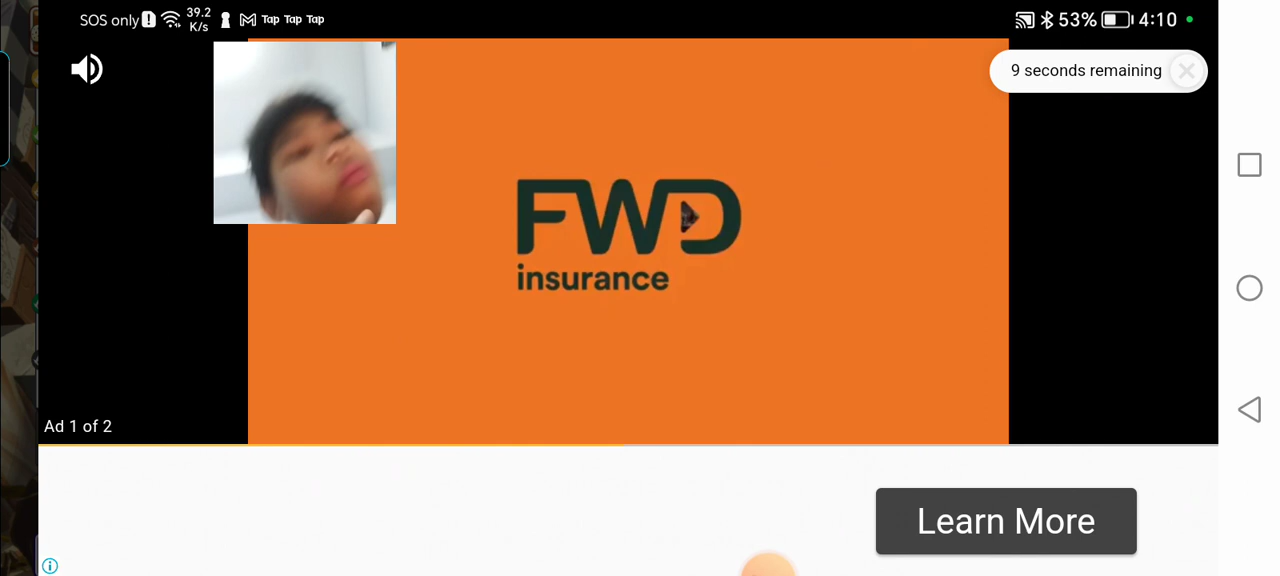 SOS only 39.2 K/s Tap Tap Tap 53% 4:10
9 seconds remaining
FWD
insurance
Ad 1 of 2
Learn More